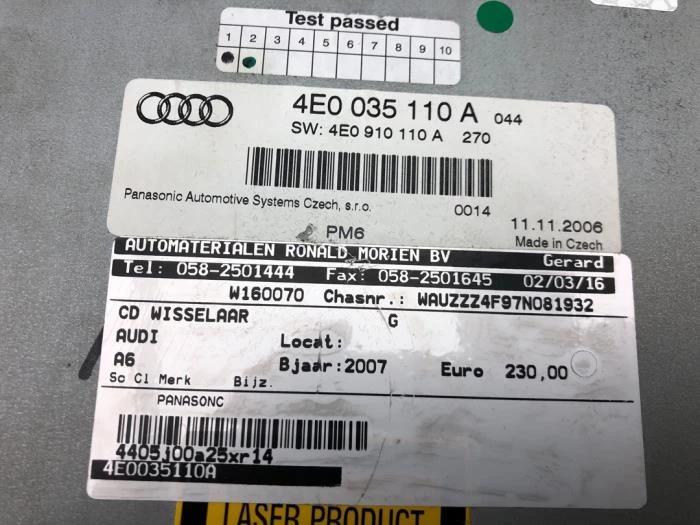 Test passed
1 2 3 4 5 6 7 8 9 10
4E0 035 110 A 044
SW: 4E0 910 110 A 270
Panasonic Automotive Systems Czech, s.r.o.
0014
11.11.2006
PM6
Made in Czech
AUTOMATERIALEN RONALD MORIEN BV Gerard
Tel: 058-2501444 Fax: 058-2501645 02/03/16
W160070 Chasnr.: WAUZZZ4F97N081932
CD WISSELAAR G
AUDI Locat:
A6 Bjaar:2007 Euro 230,00
Sc Cl Merk Bijz.
PANASONC
4405j00a25xr14
4E0035110A
LASER PRODUCT